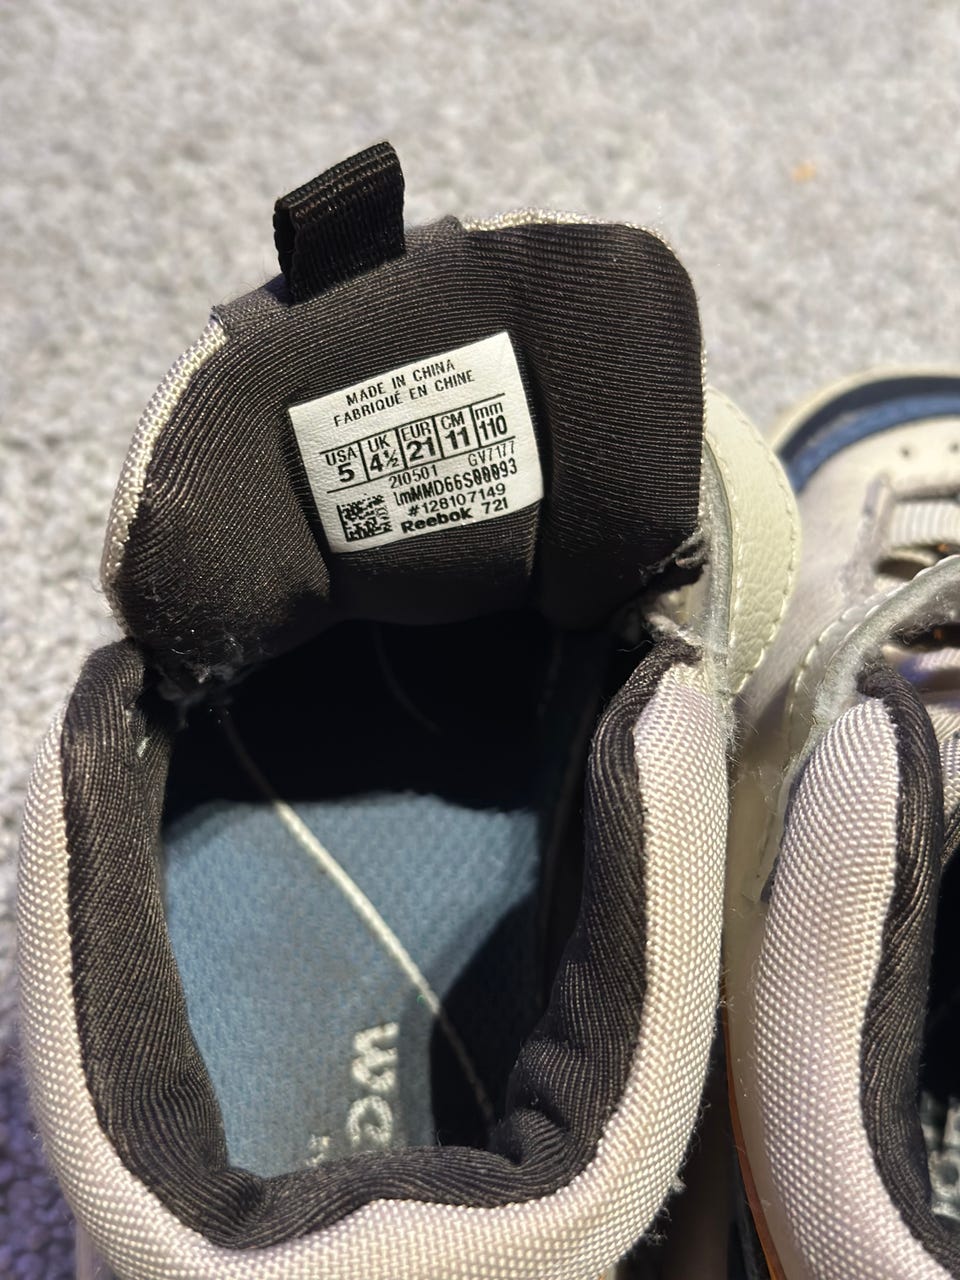 MADE IN CHINA
FABRIQUÉ EN CHINE
USA UK EUR CM mm
5 4½ 21 11 110
210501 GV7177
#128107149
Reebok 721